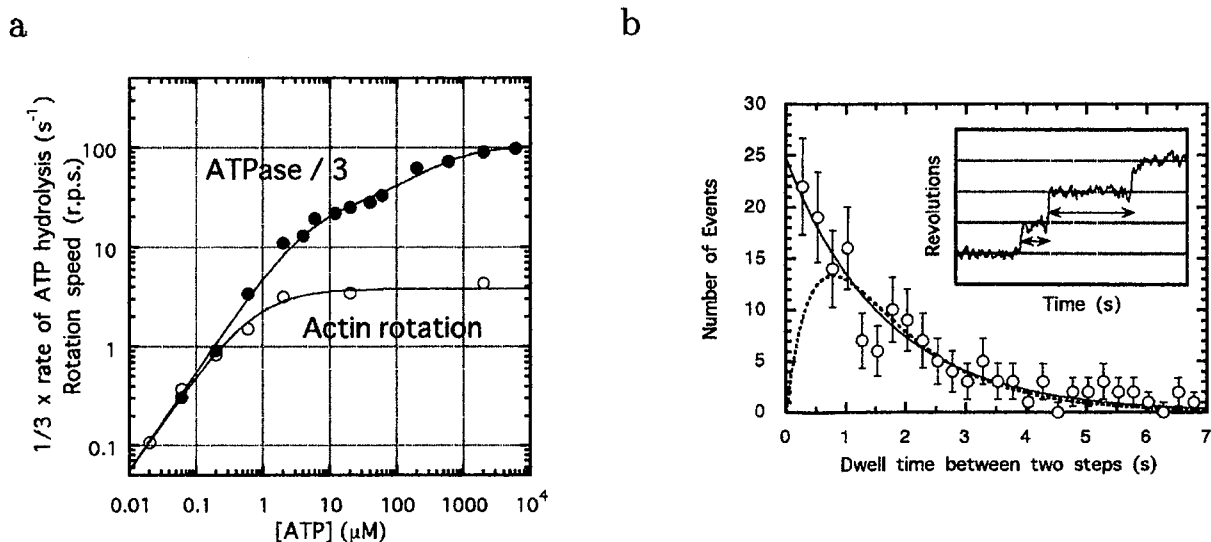 a
1/3 x rate of ATP hydrolysis (s⁻¹)
Rotation speed (r.p.s.)
100
10
1
0.1
ATPase / 3
Actin rotation
0.01 0.1 1 10 100 1000 10⁴
[ATP] (µM)
b
Number of Events
30
25
20
15
10
5
0
Revolutions
Time (s)
0 1 2 3 4 5 6 7
Dwell time between two steps (s)